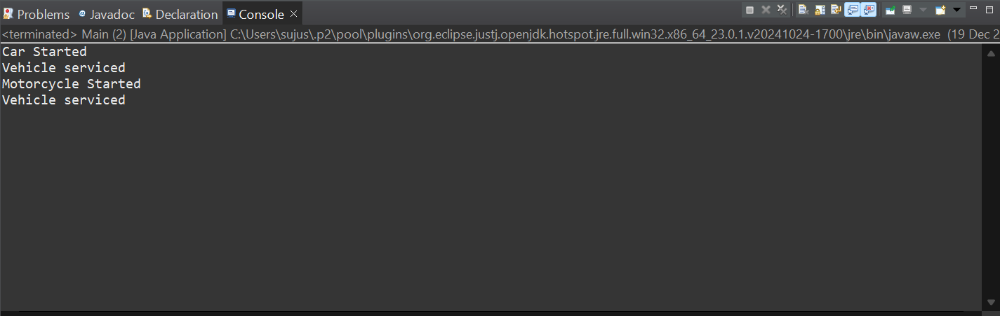 Problems @ Javadoc Declaration Console
<terminated> Main (2) [Java Application] C:\Users\sujus\.p2\pool\plugins\org.eclipse.justj.openjdk.hotspot.jre.full.win32.x86_64_23.0.1.v20241024-1700\jre\bin\javaw.exe (19 Dec 2
Car Started
Vehicle serviced
Motorcycle Started
Vehicle serviced